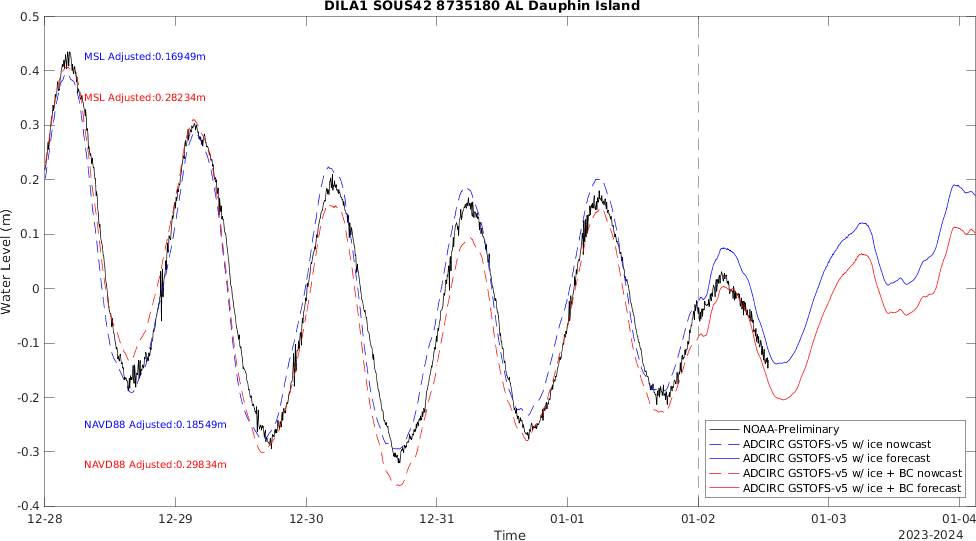 DILA1 SOUS42 8735180 AL Dauphin Island
0.5
0.4
0.3
0.2
0.1
0
-0.1
-0.2
-0.3
-0.4
Water Level (m)
MSL Adjusted:0.16949m
MSL Adjusted:0.28234m
NAVD88 Adjusted:0.18549m
NAVD88 Adjusted:0.29834m
NOAA-Preliminary
ADCIRC GSTOFS-v5 w/ ice nowcast
ADCIRC GSTOFS-v5 w/ ice forecast
ADCIRC GSTOFS-v5 w/ ice + BC nowcast
ADCIRC GSTOFS-v5 w/ ice + BC forecast
12-28 12-29 12-30 12-31 01-01 01-02 01-03 01-04
Time
2023-2024